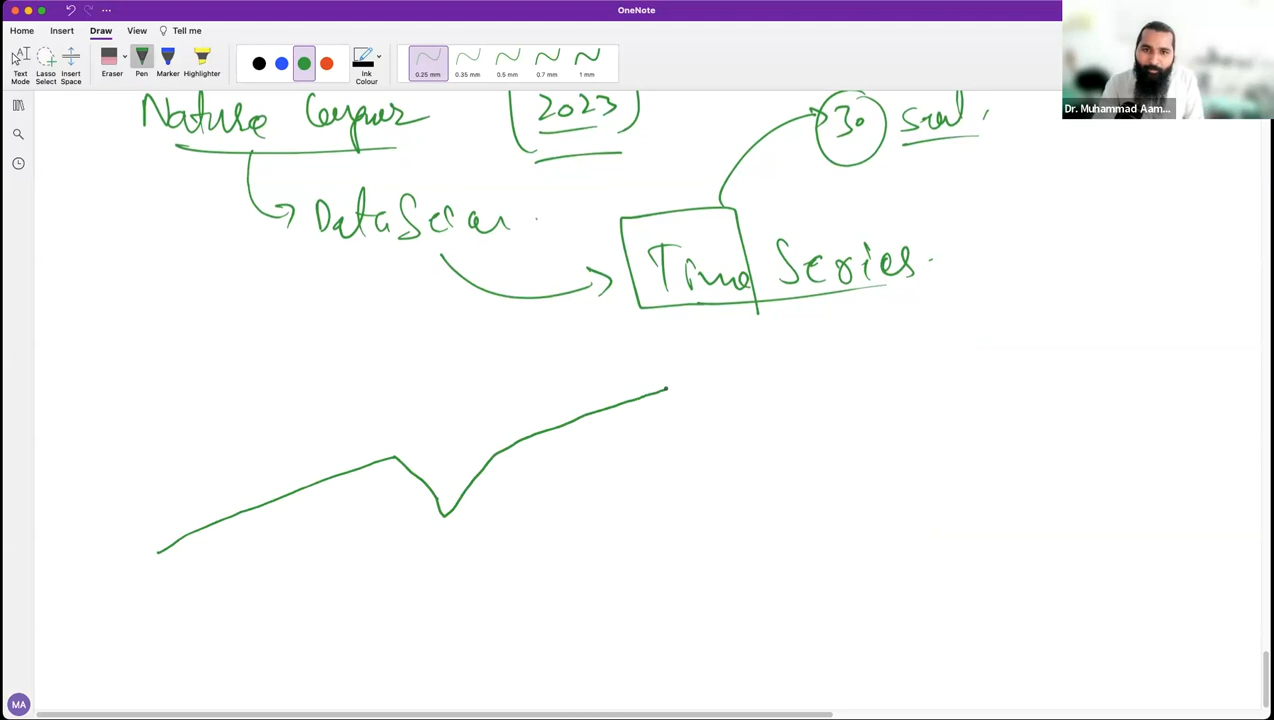 OneNote
Home Insert Draw View Tell me
Text Mode Lasso Select Insert Space Eraser Pen Marker Highlighter Ink Colour 0.25 mm 0.35 mm 0.5 mm 0.7 mm 1 mm
Dr. Muhammad Aam...
Nature (2023) 30
Data
Time Series.
MA